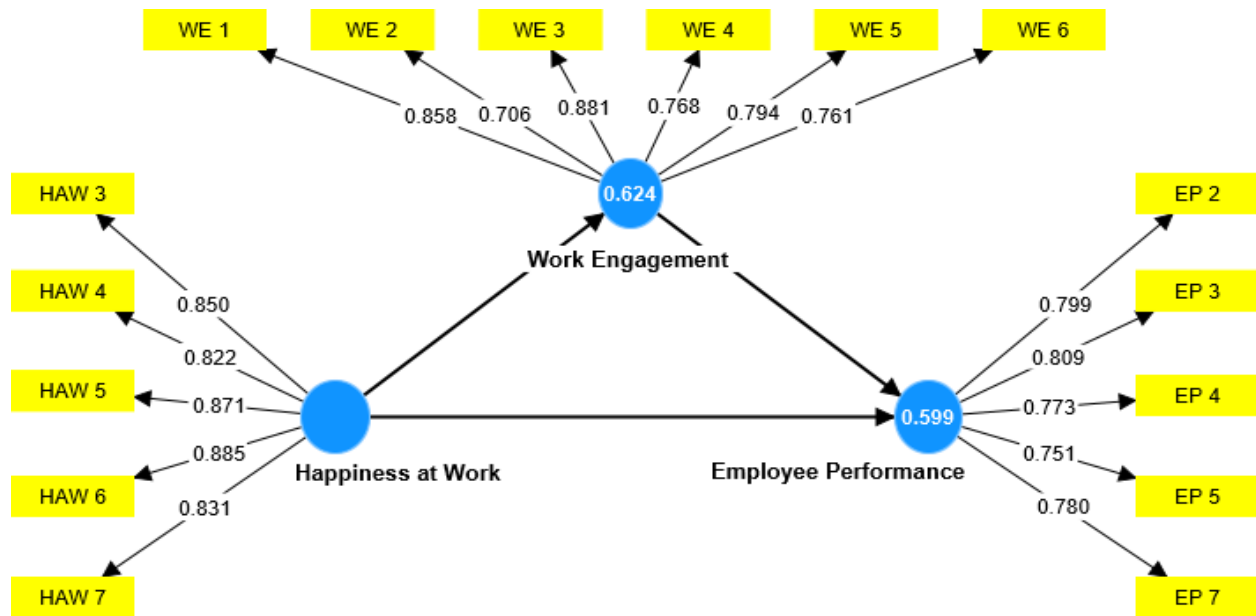 WE 1
WE 2
WE 3
WE 4
WE 5
WE 6
0.858
0.706
0.881
0.768
0.794
0.761
0.624
Work Engagement
HAW 3
HAW 4
HAW 5
HAW 6
HAW 7
0.850
0.822
0.871
0.885
0.831
Happiness at Work
0.599
Employee Performance
0.799
0.809
0.773
0.751
0.780
EP 2
EP 3
EP 4
EP 5
EP 7